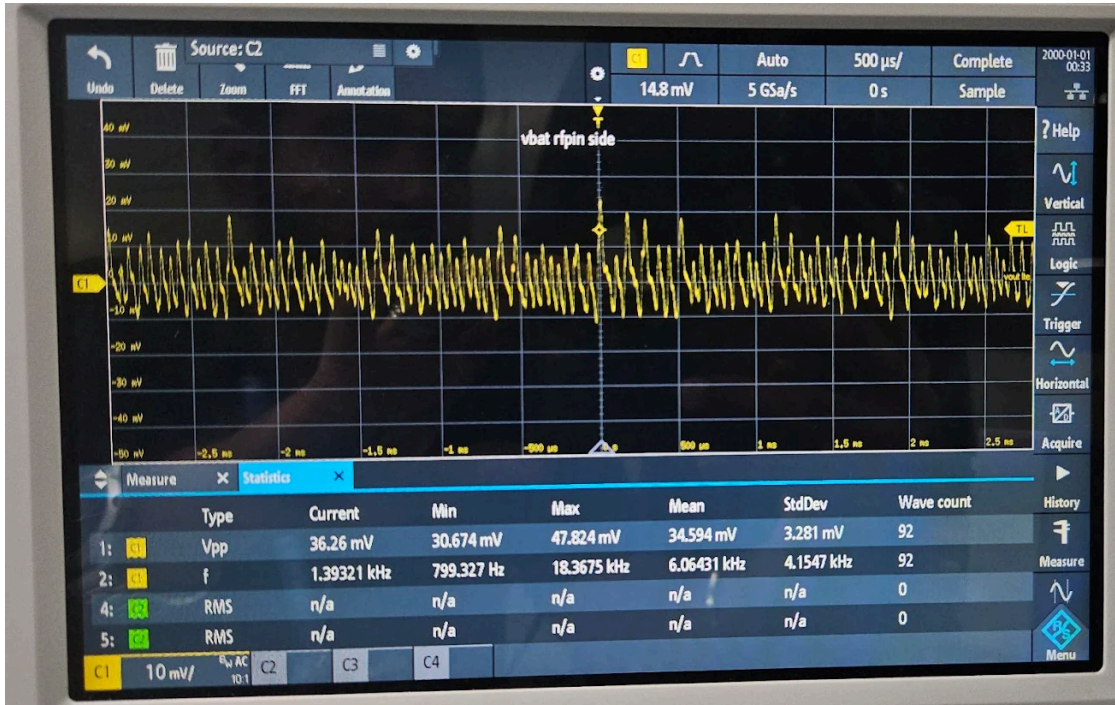 Source: C2
Undo
Delete
Zoom
FFT
Annotation
C1
Auto
500 µs/
Complete
2000-01-01
00:33
14.8 mV
5 GSa/s
0 s
Sample
40 mV
vbat rfpin side
T
30 mV
20 mV
10 mV
TL
C1
vout lte
-10 mV
-20 mV
-30 mV
-40 mV
-50 mV
-2.5 ms
-2 ms
-1.5 ms
-1 ms
-500 µs
500 µs
1 ms
1.5 ms
2 ms
2.5 ms
? Help
Vertical
Logic
Trigger
Horizontal
Acquire
History
Measure
Menu
Measure
Statistics
Type Current Min Max Mean StdDev Wave count
1: C1 Vpp 36.26 mV 30.674 mV 47.824 mV 34.594 mV 3.281 mV 92
2: C1 f 1.39321 kHz 799.327 Hz 18.3675 kHz 6.06431 kHz 4.1547 kHz 92
4: C2 RMS n/a n/a n/a n/a n/a 0
5: C2 RMS n/a n/a n/a n/a n/a 0
C1 10 mV/ BW AC
10:1
C2
C3
C4